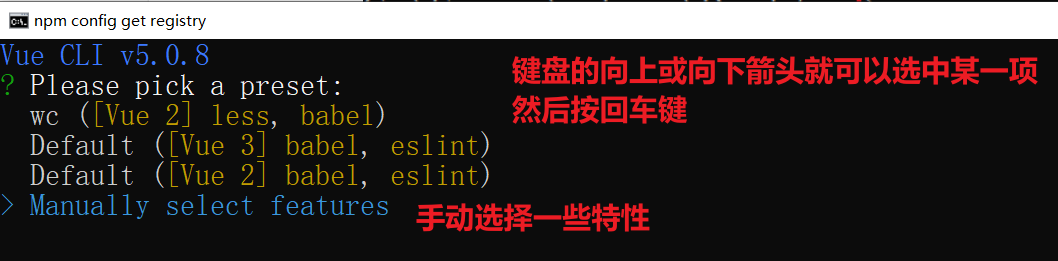 npm config get registry
Vue CLI v5.0.8
? Please pick a preset:
wc ([Vue 2] less, babel)
Default ([Vue 3] babel, eslint)
Default ([Vue 2] babel, eslint)
> Manually select features
键盘的向上或向下箭头就可以选中某一项
然后按回车键
手动选择一些特性